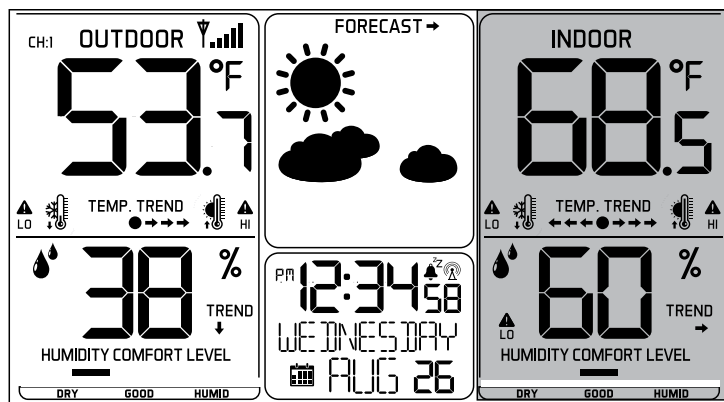 CH:1 OUTDOOR
53.7 °F
LO TEMP. TREND HI
38 %
TREND
HUMIDITY COMFORT LEVEL
DRY GOOD HUMID
FORECAST
PM 12:34 58
WEDNESDAY
AUG 26
INDOOR
68.5 °F
LO TEMP. TREND HI
60 %
TREND
LO
HUMIDITY COMFORT LEVEL
DRY GOOD HUMID